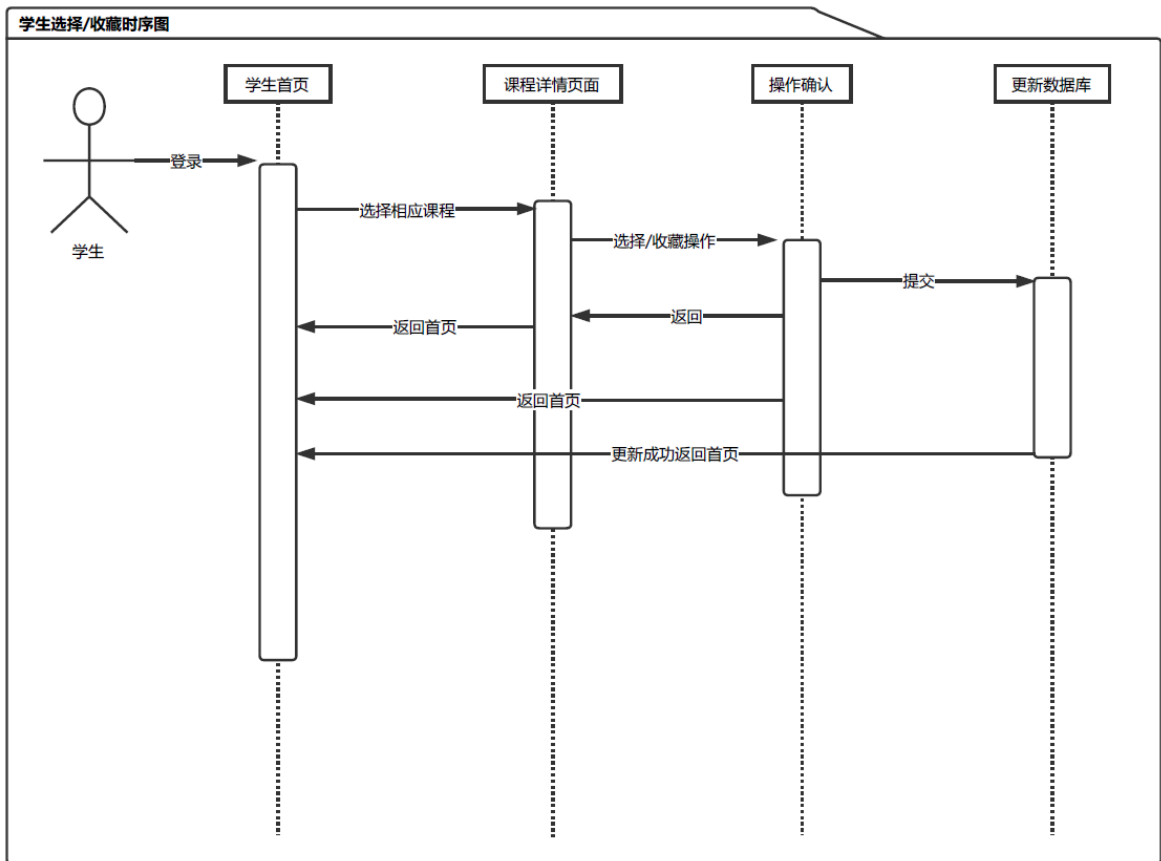 学生选择/收藏时序图
学生首页
课程详情页面
操作确认
更新数据库
登录
选择相应课程
选择/收藏操作
学生
提交
返回
返回首页
返回首页
更新成功返回首页